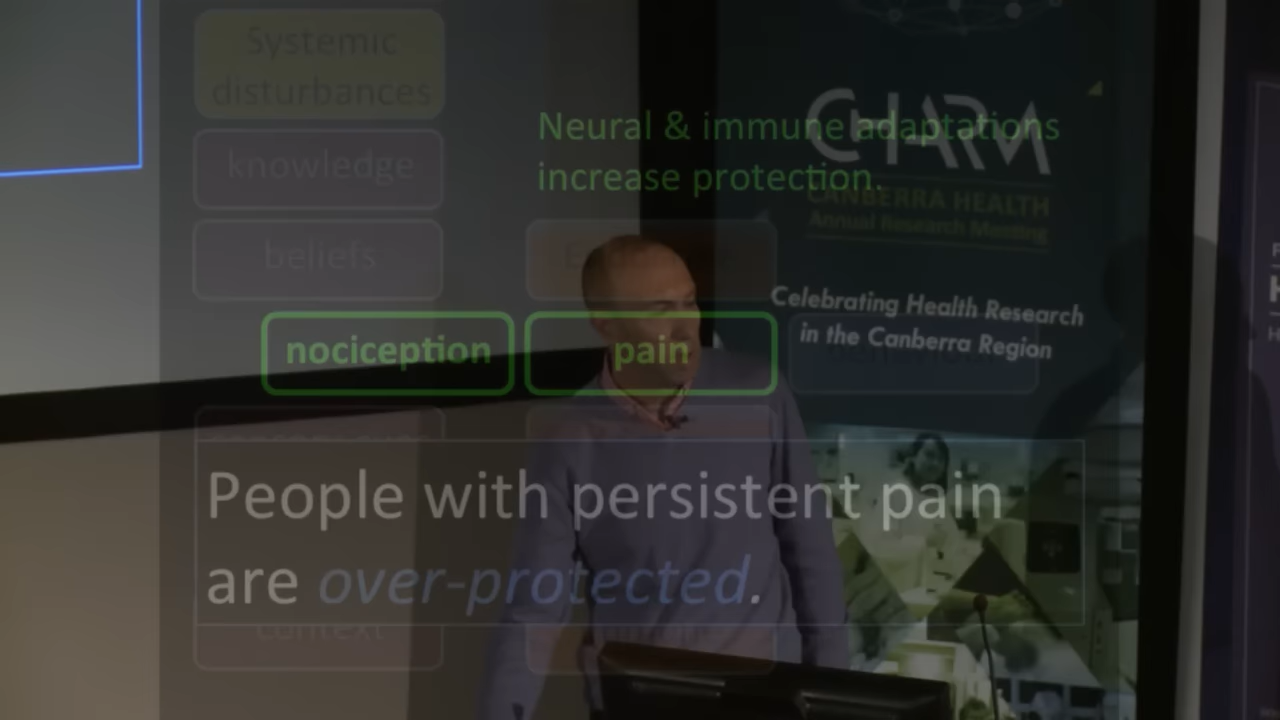 Systemic
disturbances
knowledge
beliefs
Neural & immune adaptations
increase protection.
CHARM
CANBERRA HEALTH
Annual Research Meeting
Celebrating Health Research
in the Canberra Region
nociception
pain
People with persistent pain
are over-protected.
context